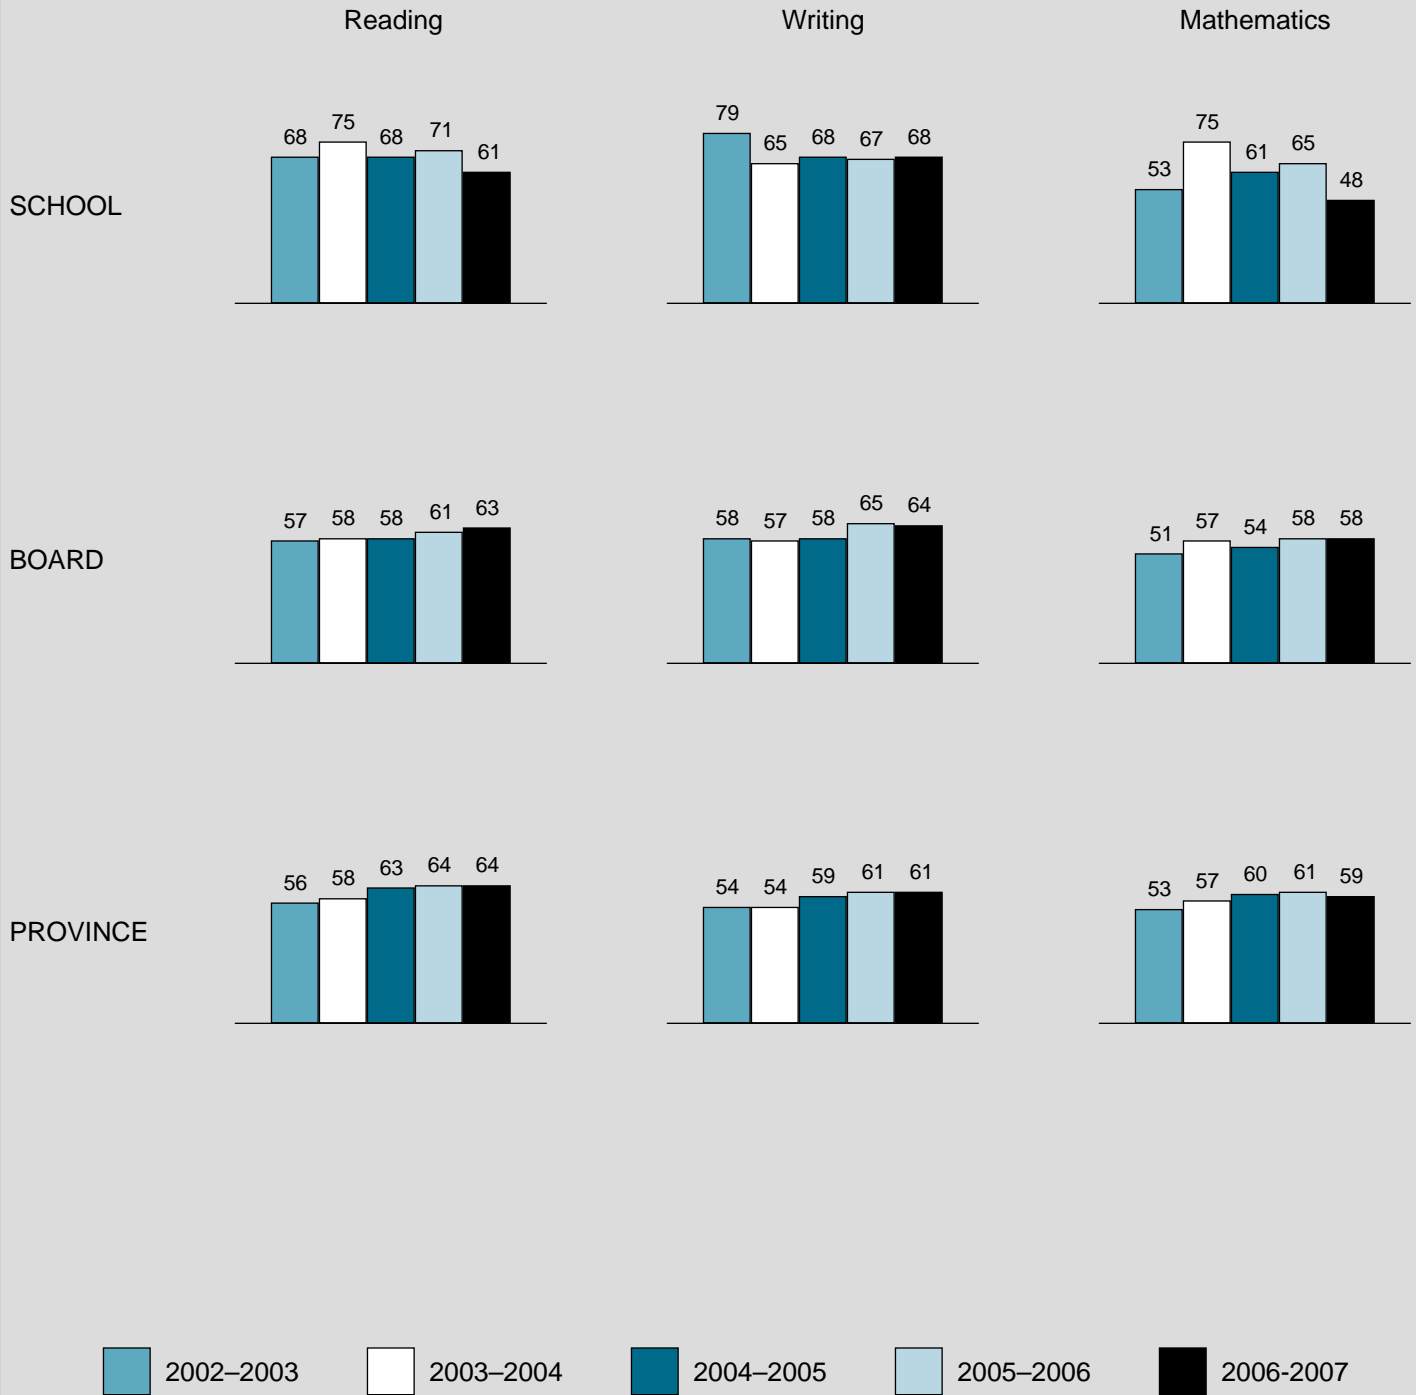 Reading Writing Mathematics
SCHOOL
68 75 68 71 61
79 65 68 67 68
53 75 61 65 48
BOARD
57 58 58 61 63
58 57 58 65 64
51 57 54 58 58
PROVINCE
56 58 63 64 64
54 54 59 61 61
53 57 60 61 59
2002–2003 2003–2004 2004–2005 2005–2006 2006-2007